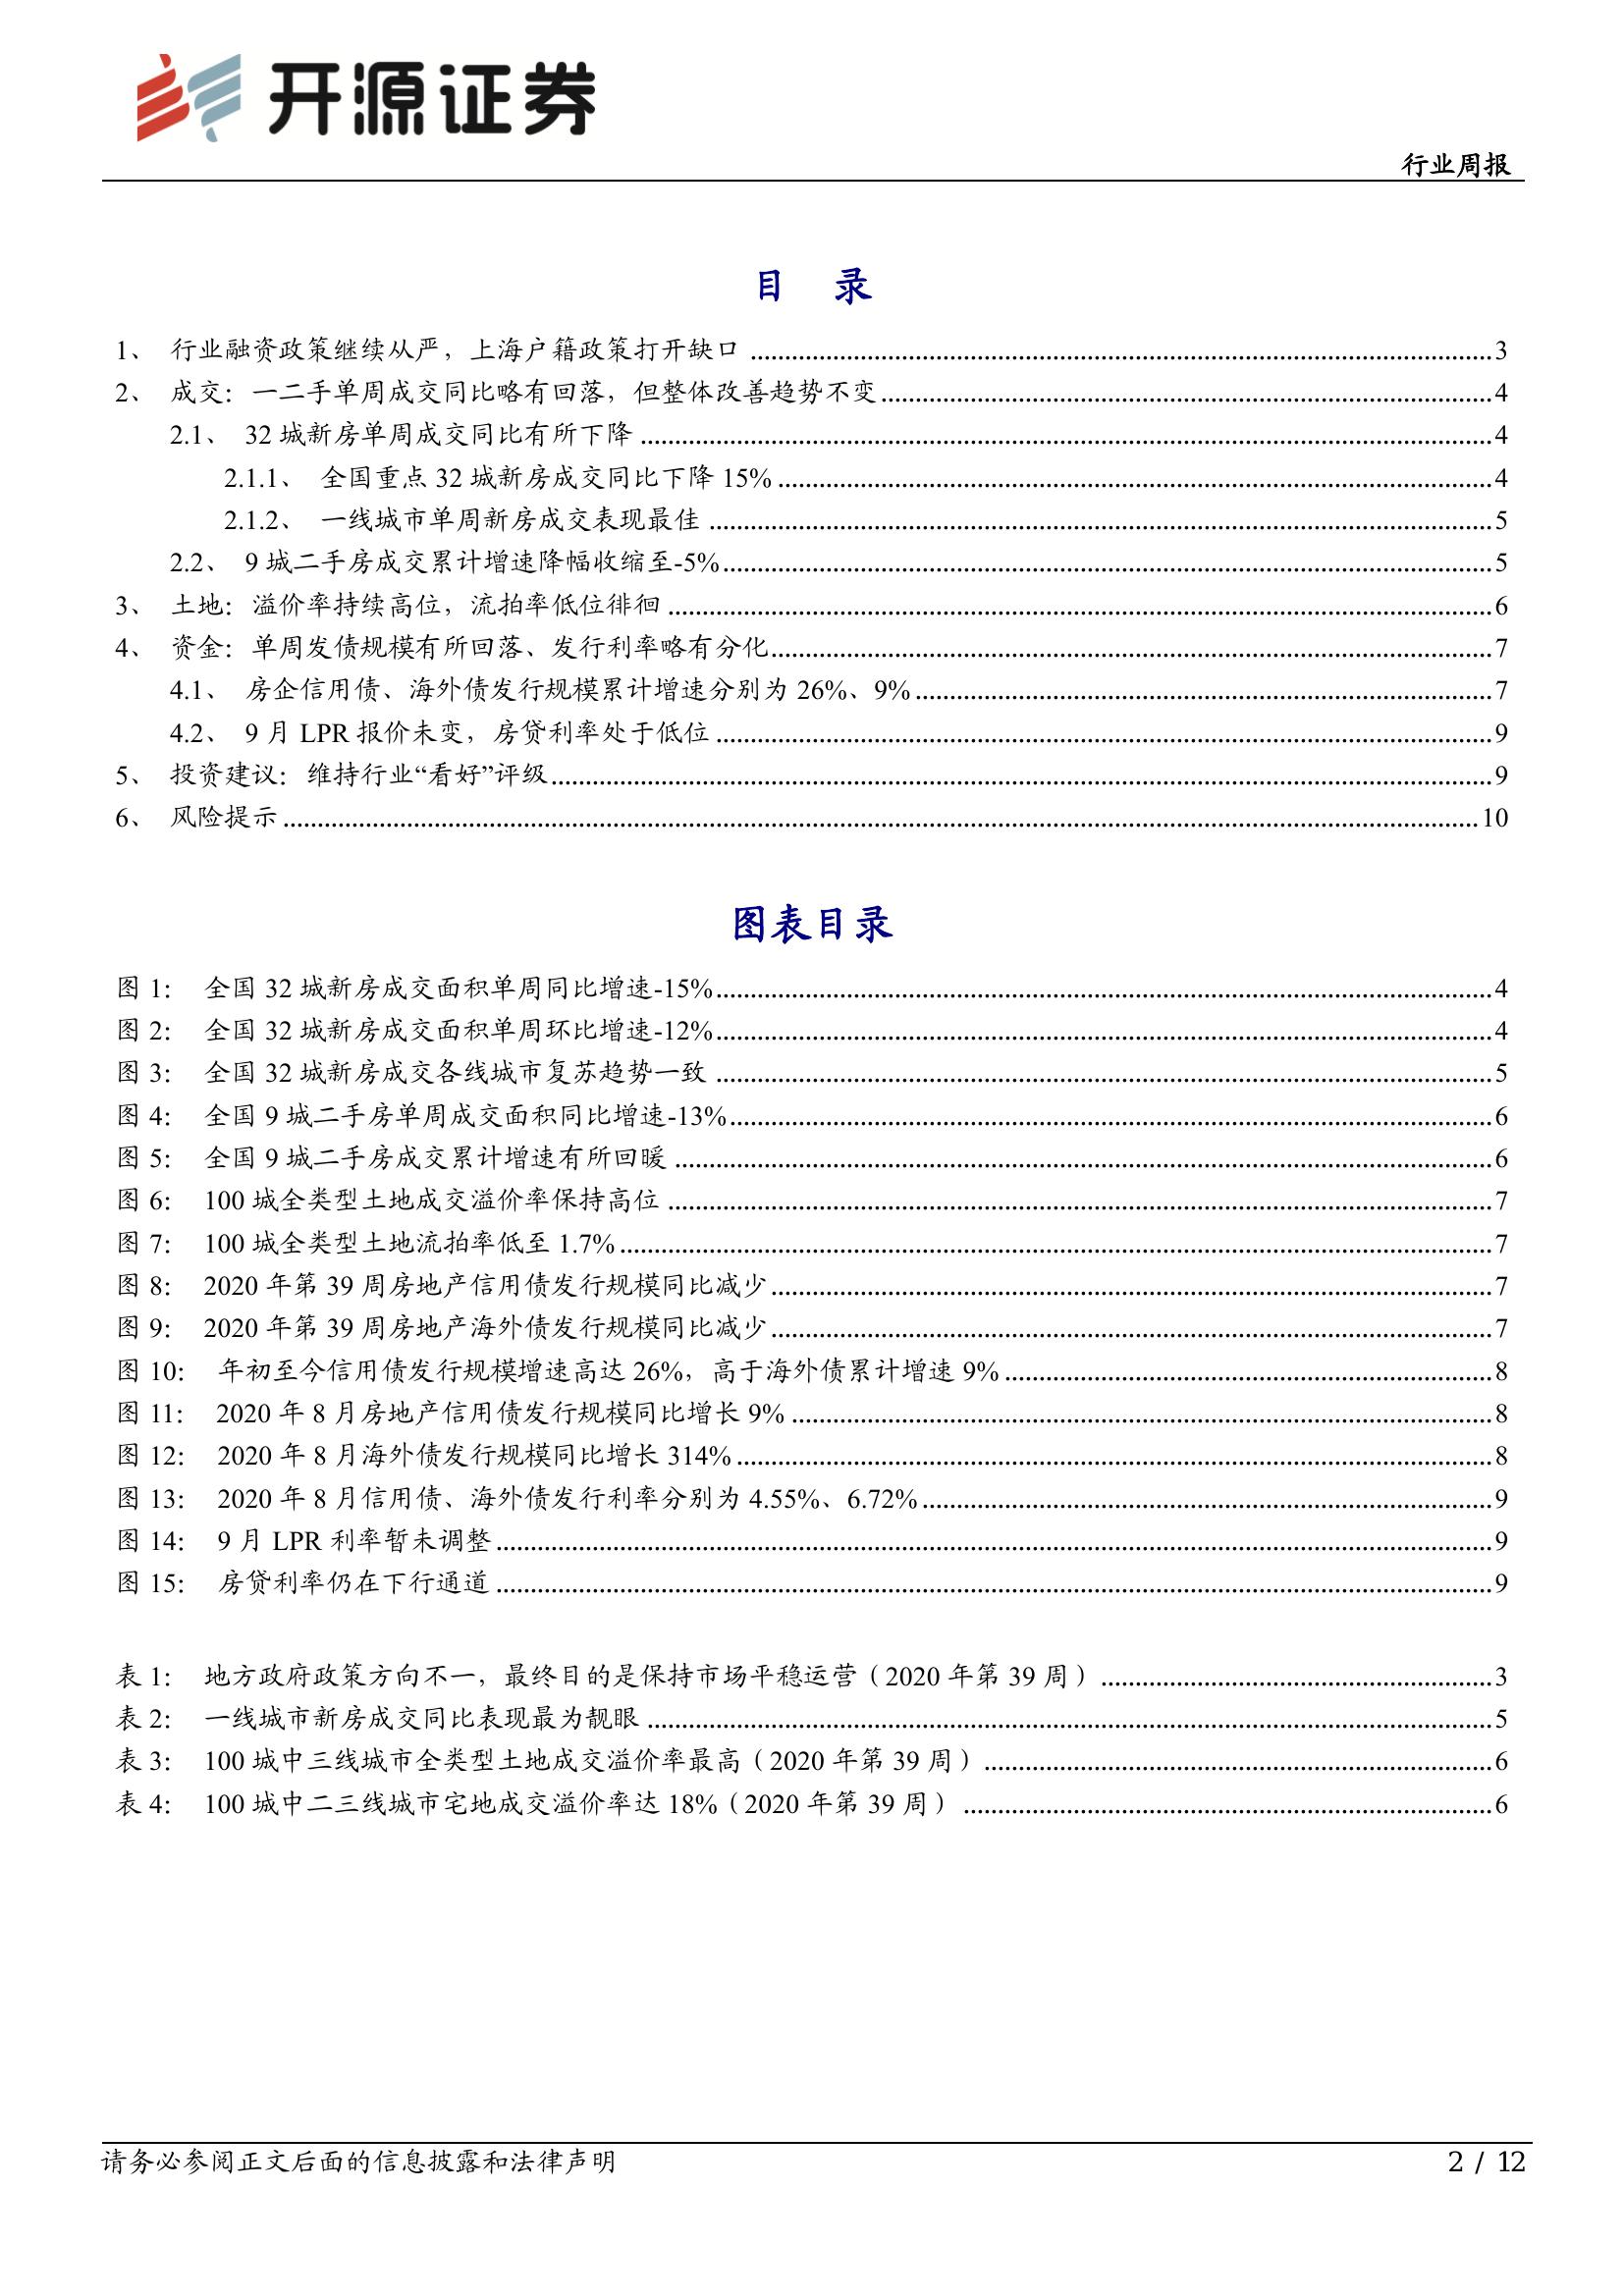 开源证券
行业周报
目 录
1、 行业融资政策继续从严，上海户籍政策打开缺口 3
2、 成交：一二手单周成交同比略有回落，但整体改善趋势不变 4
2.1、 32 城新房单周成交同比有所下降 4
2.1.1、 全国重点 32 城新房成交同比下降 15% 4
2.1.2、 一线城市单周新房成交表现最佳 5
2.2、 9 城二手房成交累计增速降幅收缩至-5% 5
3、 土地：溢价率持续高位，流拍率低位徘徊 6
4、 资金：单周发债规模有所回落、发行利率略有分化 7
4.1、 房企信用债、海外债发行规模累计增速分别为 26%、9% 7
4.2、 9 月 LPR 报价未变，房贷利率处于低位 9
5、 投资建议：维持行业“看好”评级 9
6、 风险提示 10
图表目录
图 1： 全国 32 城新房成交面积单周同比增速-15% 4
图 2： 全国 32 城新房成交面积单周环比增速-12% 4
图 3： 全国 32 城新房成交各线城市复苏趋势一致 5
图 4： 全国 9 城二手房单周成交面积同比增速-13% 6
图 5： 全国 9 城二手房成交累计增速有所回暖 6
图 6： 100 城全类型土地成交溢价率保持高位 7
图 7： 100 城全类型土地流拍率低至 1.7% 7
图 8： 2020 年第 39 周房地产信用债发行规模同比减少 7
图 9： 2020 年第 39 周房地产海外债发行规模同比减少 7
图 10： 年初至今信用债发行规模增速高达 26%，高于海外债累计增速 9% 8
图 11： 2020 年 8 月房地产信用债发行规模同比增长 9% 8
图 12： 2020 年 8 月海外债发行规模同比增长 314% 8
图 13： 2020 年 8 月信用债、海外债发行利率分别为 4.55%、6.72% 9
图 14： 9 月 LPR 利率暂未调整 9
图 15： 房贷利率仍在下行通道 9
表 1： 地方政府政策方向不一，最终目的是保持市场平稳运营（2020 年第 39 周） 3
表 2： 一线城市新房成交同比表现最为靓眼 5
表 3： 100 城中三线城市全类型土地成交溢价率最高（2020 年第 39 周） 6
表 4： 100 城中二三线城市宅地成交溢价率达 18%（2020 年第 39 周） 6
请务必参阅正文后面的信息披露和法律声明
2 / 12